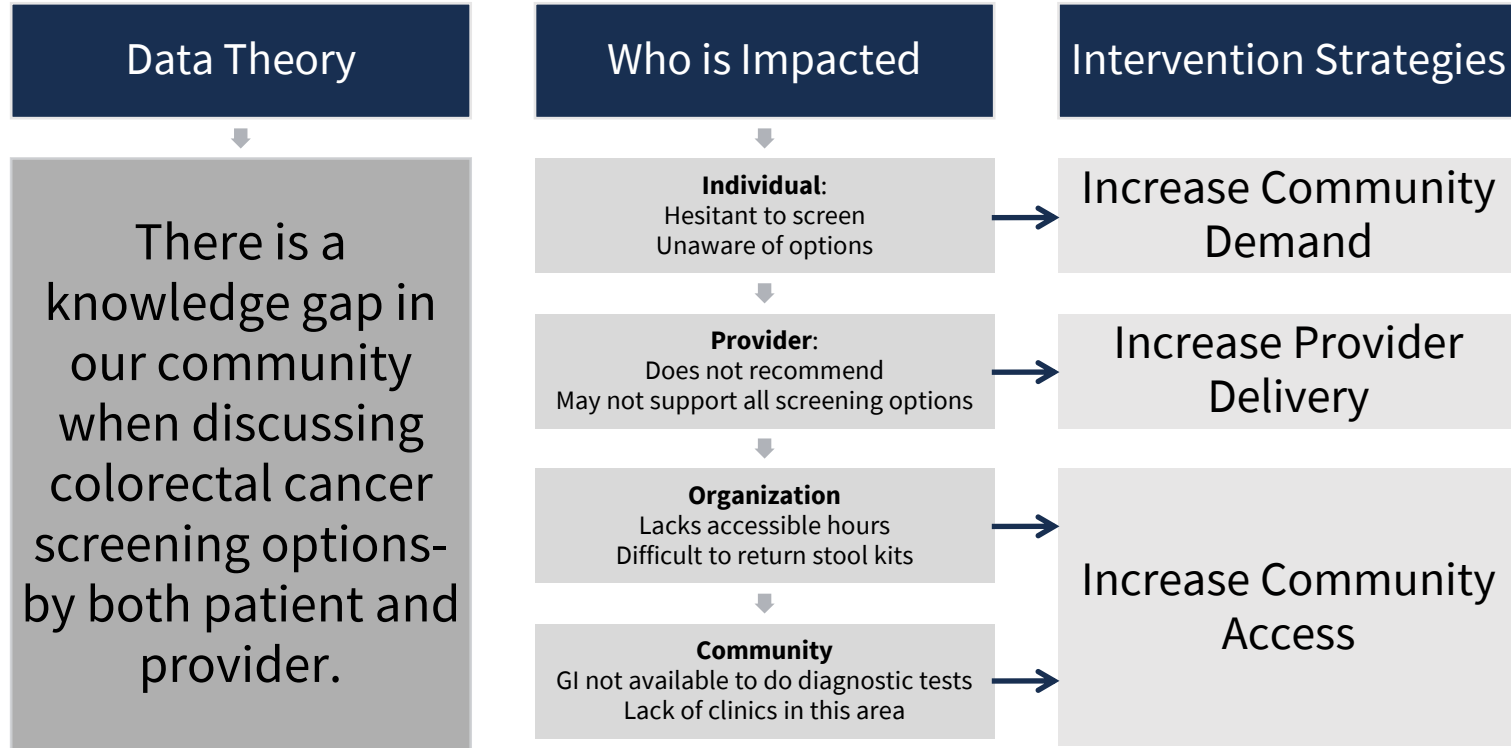 Data Theory
There is a
knowledge gap in
our community
when discussing
colorectal cancer
screening options-
by both patient and
provider.
Who is Impacted
Individual:
Hesitant to screen
Unaware of options
Provider:
Does not recommend
May not support all screening options
Organization
Lacks accessible hours
Difficult to return stool kits
Community
GI not available to do diagnostic tests
Lack of clinics in this area
Intervention Strategies
Increase Community
Demand
Increase Provider
Delivery
Increase Community
Access